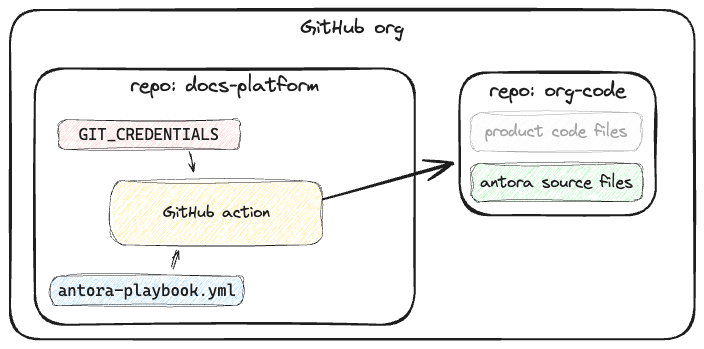 GitHub org
repo: docs-platform
GIT_CREDENTIALS
GitHub action
antora-playbook.yml
repo: org-code
product code files
antora source files